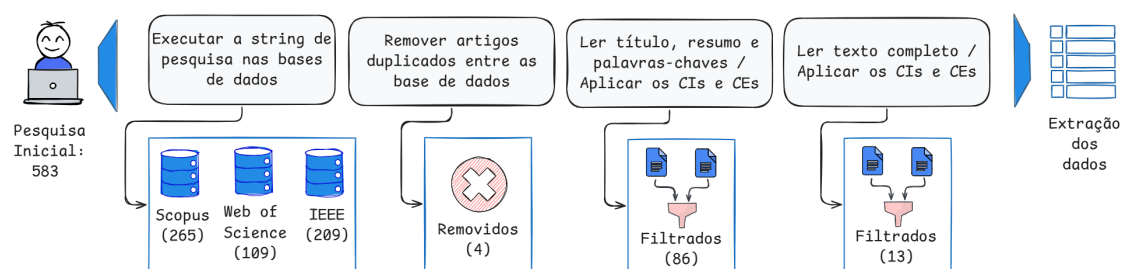 Executar a string de
pesquisa nas bases
de dados
Remover artigos
duplicados entre as
base de dados
Ler título, resumo e
palavras-chaves /
Aplicar os CIs e CEs
Ler texto completo /
Aplicar os CIs e CEs
Pesquisa
Inicial:
583
Scopus
(265)
Web of
Science
(109)
IEEE
(209)
Removidos
(4)
Filtrados
(86)
Filtrados
(13)
Extração
dos
dados